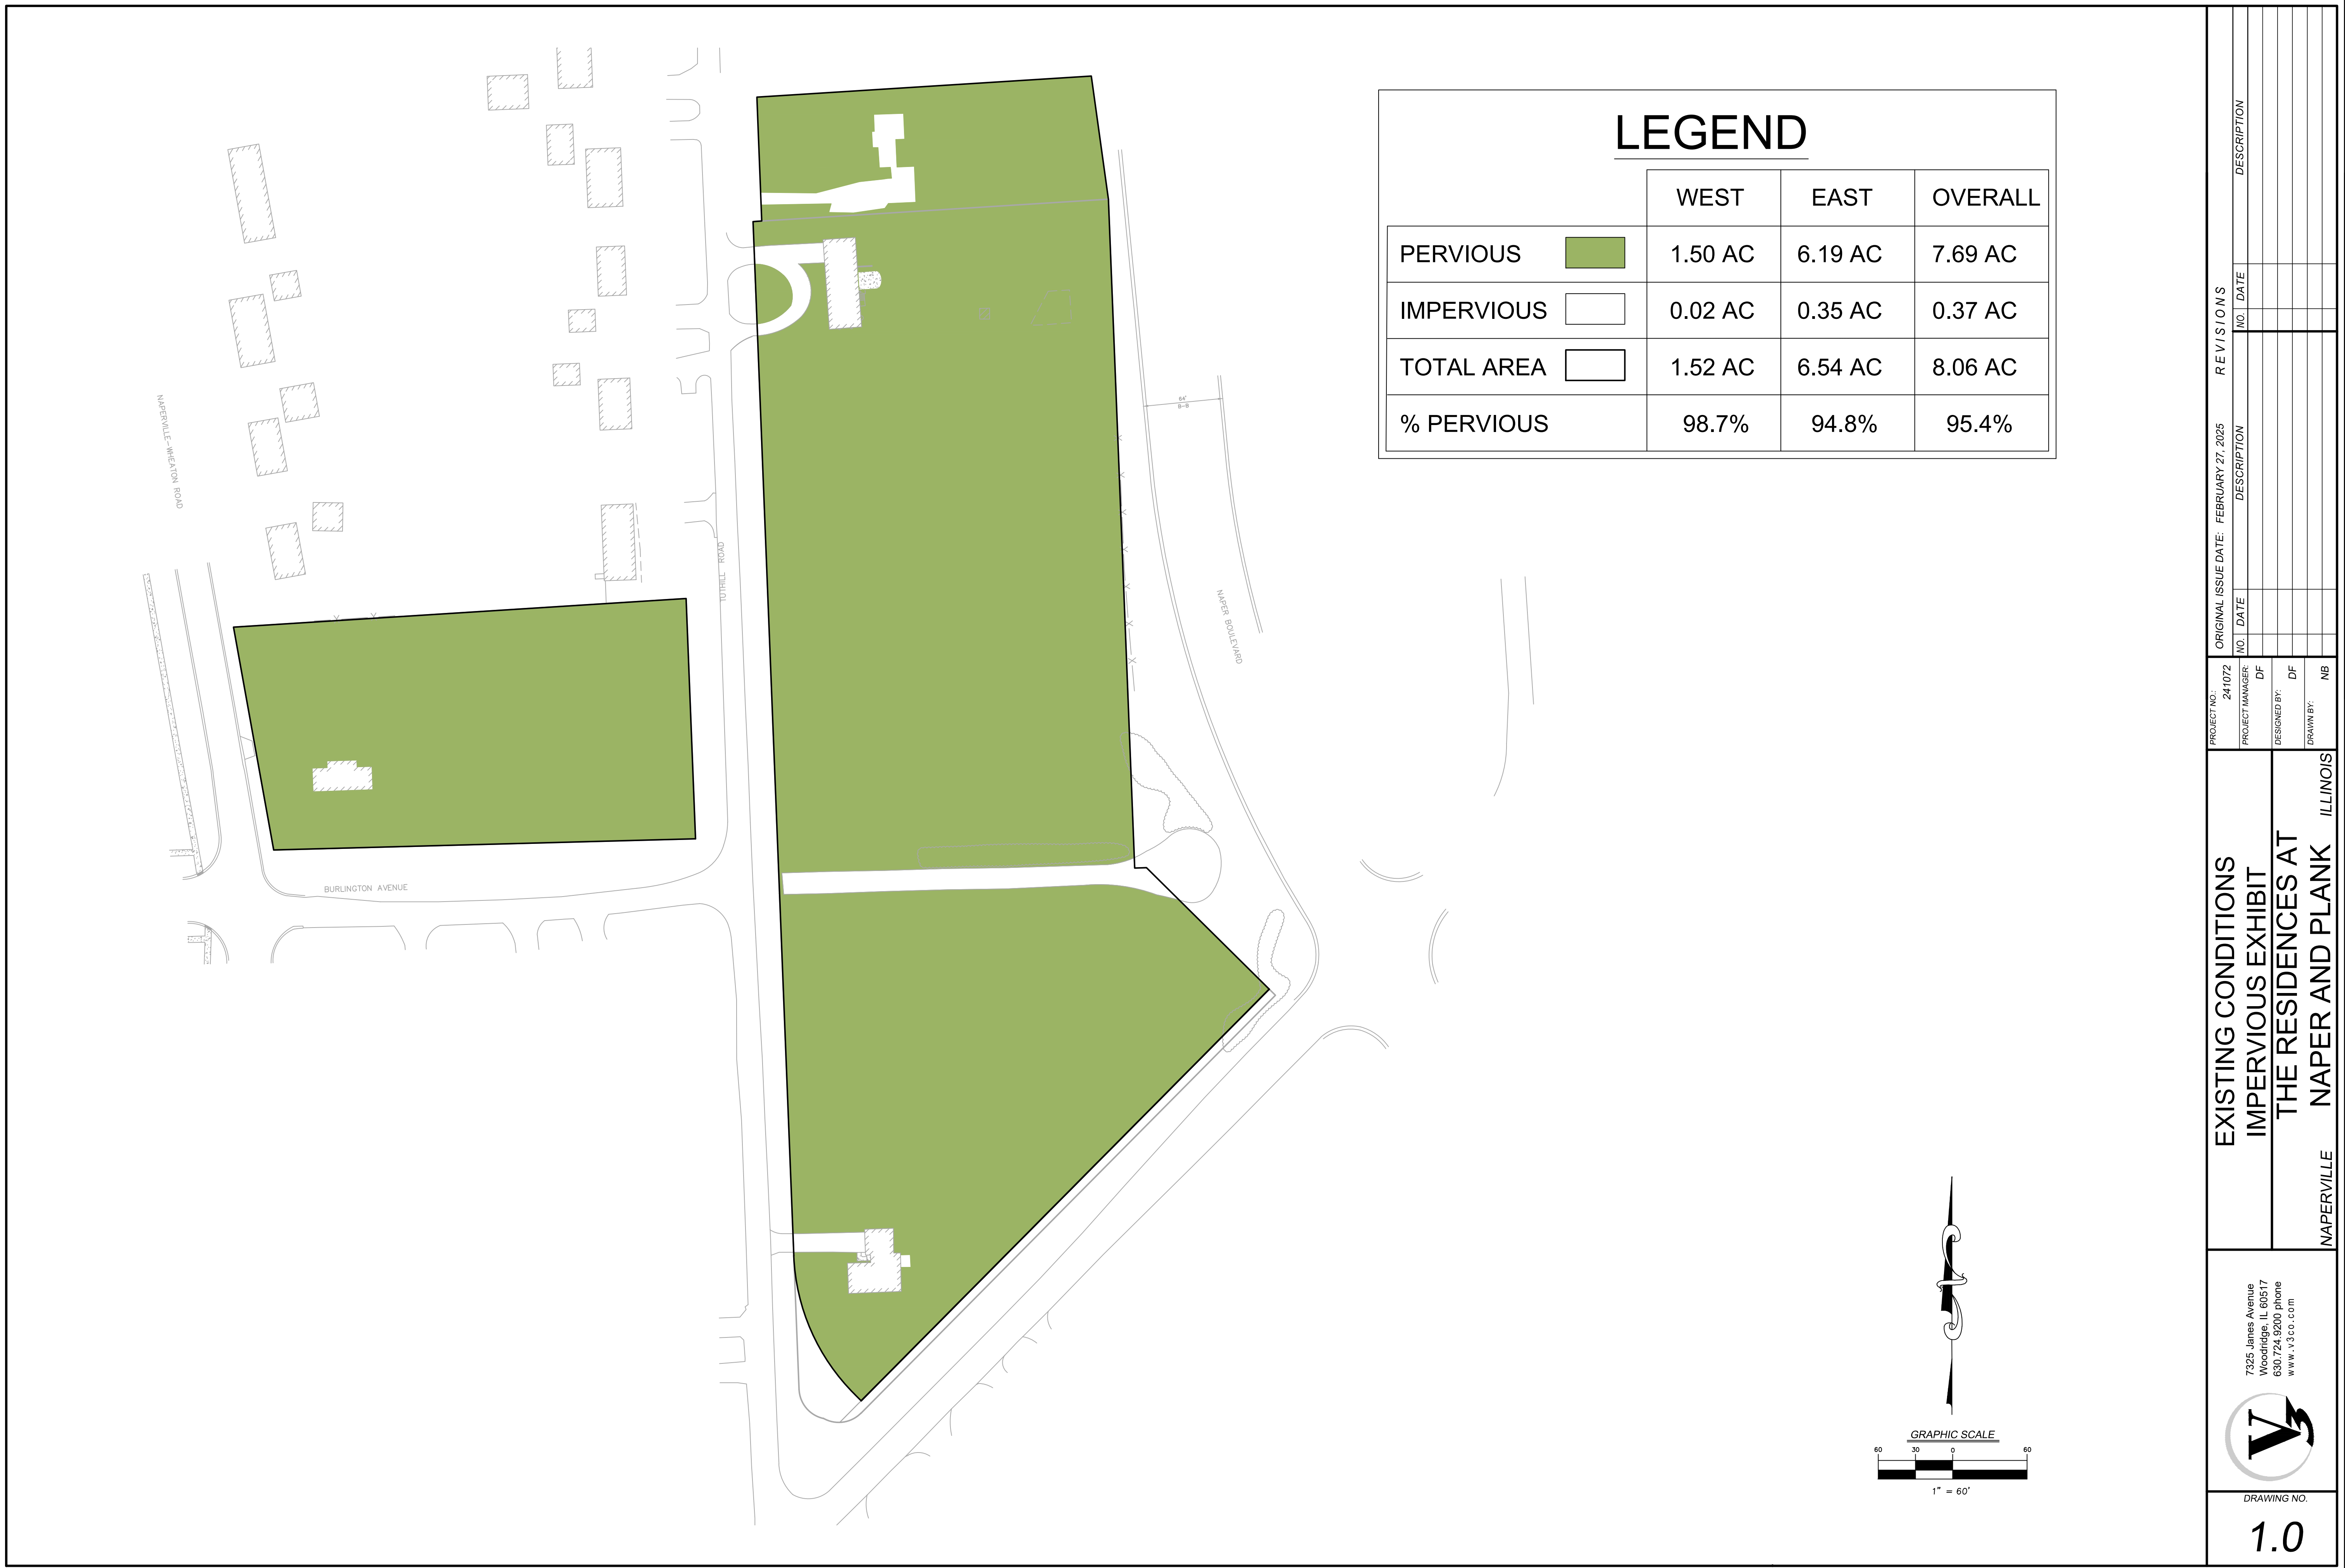 LEGEND
WEST EAST OVERALL
PERVIOUS 1.50 AC 6.19 AC 7.69 AC
IMPERVIOUS 0.02 AC 0.35 AC 0.37 AC
TOTAL AREA 1.52 AC 6.54 AC 8.06 AC
% PERVIOUS 98.7% 94.8% 95.4%
NAPERVILLE-WHEATON ROAD
TUTHILL ROAD
64'
B-B
NAPER BOULEVARD
BURLINGTON AVENUE
GRAPHIC SCALE
60 30 0 60
1" = 60'
REVISIONS
ORIGINAL ISSUE DATE: FEBRUARY 27, 2025
NO. DATE DESCRIPTION
NO. DATE DESCRIPTION
PROJECT NO.:
241072
PROJECT MANAGER:
DF
DESIGNED BY:
DF
DRAWN BY:
NB
EXISTING CONDITIONS
IMPERVIOUS EXHIBIT
THE RESIDENCES AT
NAPER AND PLANK
NAPERVILLE ILLINOIS
7325 Janes Avenue
Woodridge, IL 60517
630.724.9200 phone
www.v3co.com
V3
DRAWING NO.
1.0